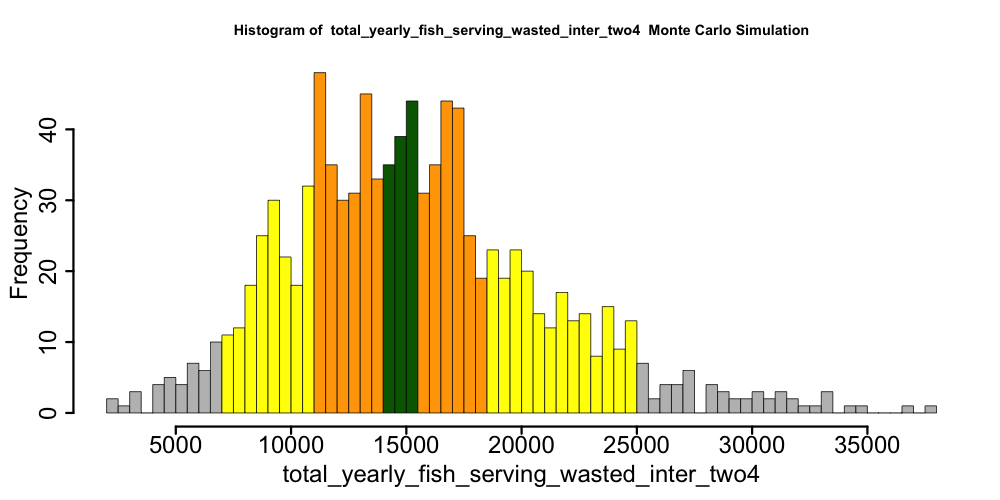 Histogram of  total_yearly_fish_serving_wasted_inter_two4  Monte Carlo Simulation
Frequency
40
30
20
10
0
5000 10000 15000 20000 25000 30000 35000
total_yearly_fish_serving_wasted_inter_two4